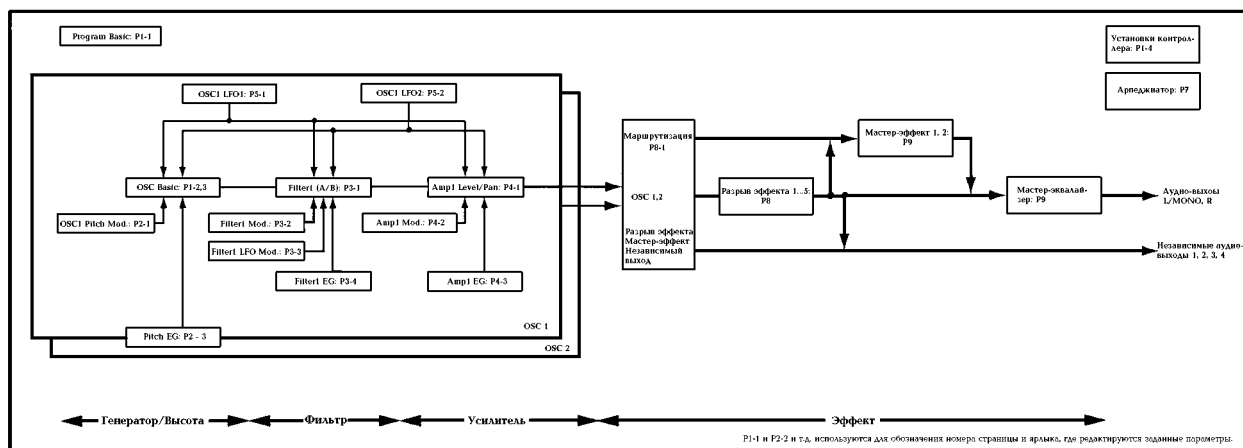 Program Basic: P1-1
Установки контрол-
лера: P1-4
Арпеджиатор: P7
OSC1 LFO1: P5-1
OSC1 LFO2: P5-2
OSC Basic: P1-2,3
Filter1 (A/B): P3-1
Amp1 Level/Pan: P4-1
OSC1 Pitch Mod.: P2-1
Filter1 Mod.: P3-2
Amp1 Mod.: P4-2
Filter1 LFO Mod.: P3-3
Filter1 EG: P3-4
Amp1 EG: P4-3
Pitch EG: P2 - 3
OSC 1
OSC 2
Маршрутизация
P8-1
OSC 1,2
Разрыв эффекта
Мастер-эффект
Независимый
выход
Разрыв эффекта 1...5:
P8
Мастер-эффект 1, 2:
P9
Мастер-эквалай-
зер: P9
Аудио-выхоы
L/MONO, R
Независимые аудио-
выходы 1, 2, 3, 4
Генератор/Высота
Фильтр
Усилитель
Эффект
P1-1 и P2-2 и т.д. используются для обозначения номера страницы и ярлыка, где редактируются заданные параметры.